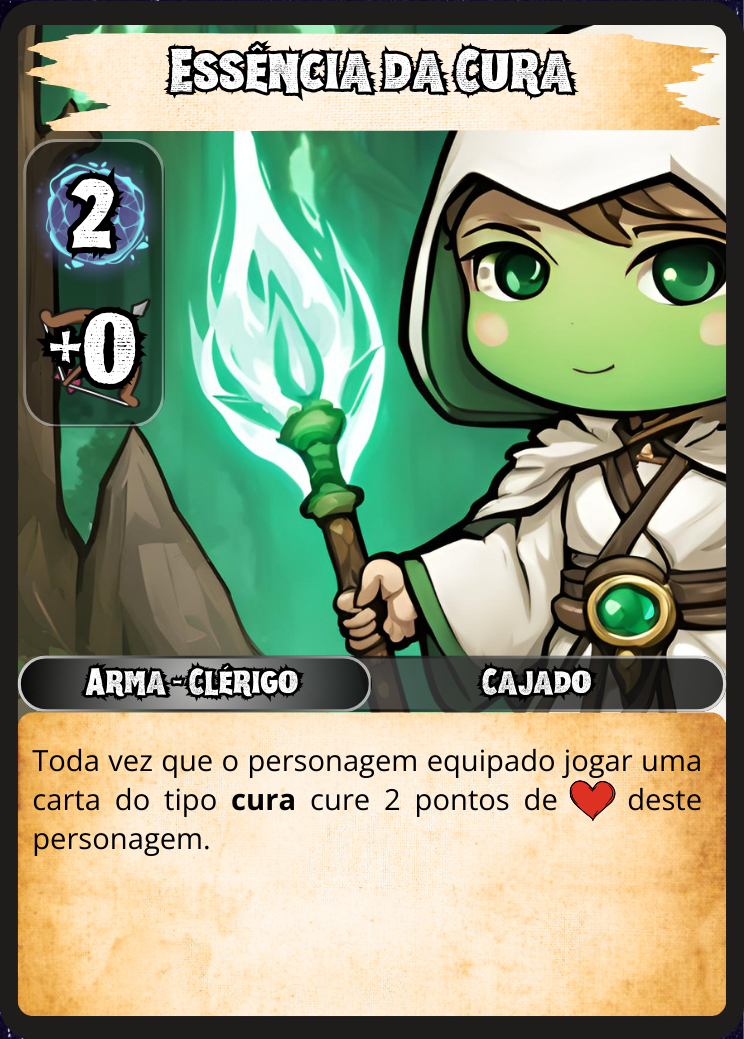 Essência da Cura
2
+0
Arma - Clérigo
Cajado
Toda vez que o personagem equipado jogar uma
carta do tipo cura cure 2 pontos de ❤ deste
personagem.